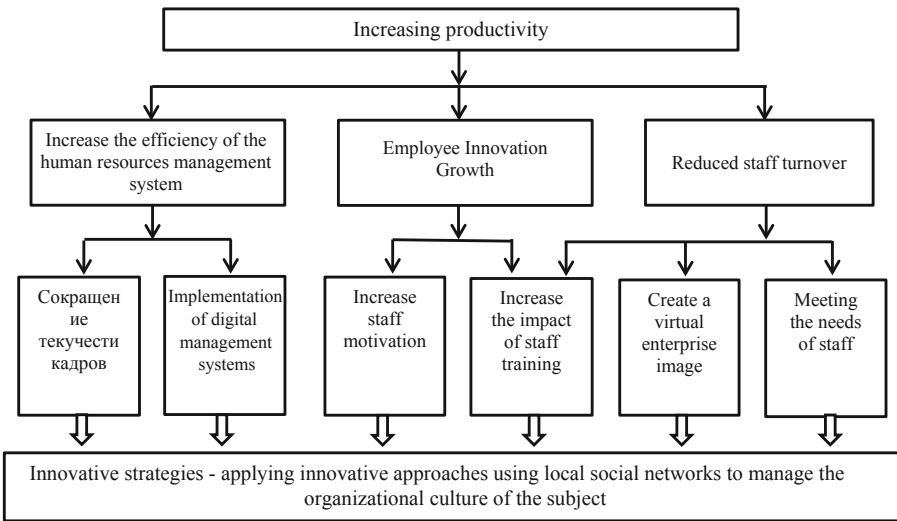 Increasing productivity
Increase the efficiency of the
human resources management
system
Employee Innovation
Growth
Reduced staff turnover
Сокращен
ие
текучести
кадров
Implementation
of digital
management
systems
Increase
staff
motivation
Increase
the impact
of staff
training
Create a
virtual
enterprise
image
Meeting
the needs
of staff
Innovative strategies - applying innovative approaches using local social networks to manage the
organizational culture of the subject